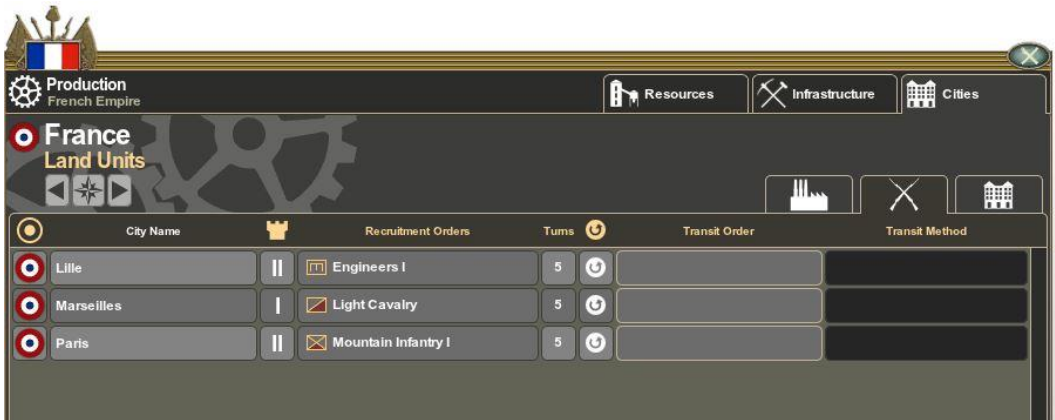 Production
French Empire
Resources
Infrastructure
Cities
France
Land Units
City Name Recruitment Orders Turns Transit Order Transit Method
Lille II Engineers I 5
Marseilles I Light Cavalry 5
Paris II Mountain Infantry I 5